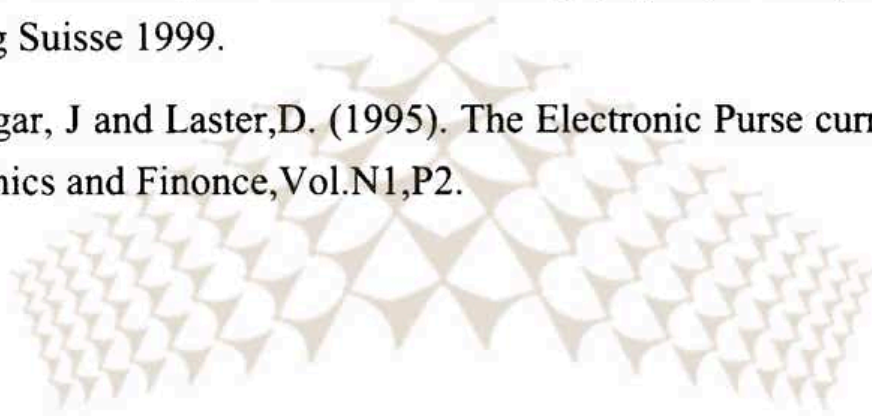 g Suisse 1999.
gar, J and Laster,D. (1995). The Electronic Purse curr
nics and Finonce,Vol.N1,P2.